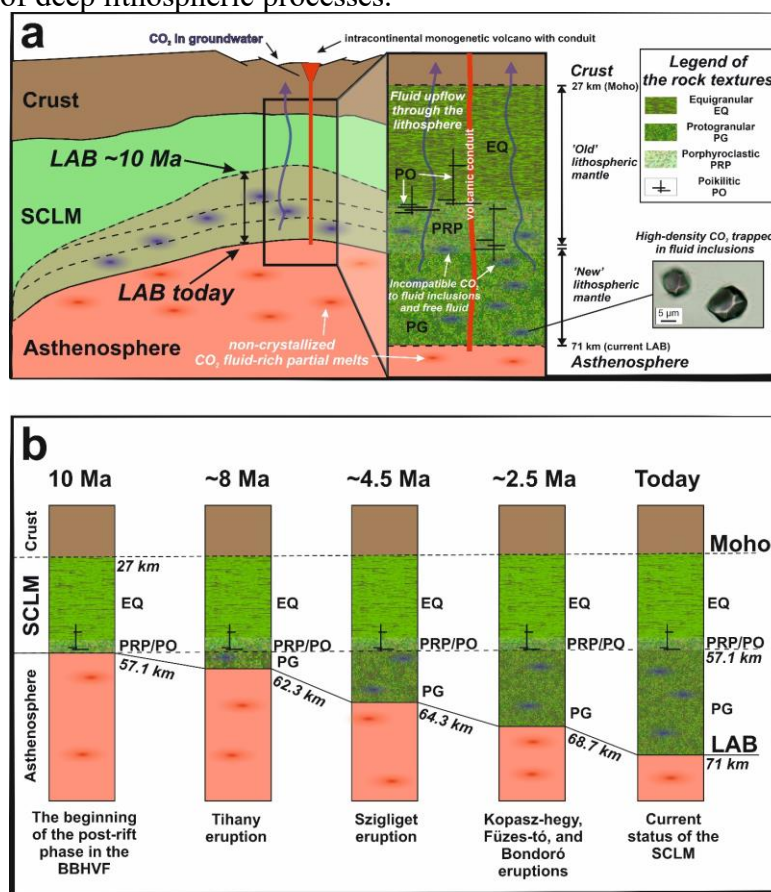 of deep lithospheric processes.
a
CO₂ in groundwater
intracontinental monogenetic volcano with conduit
Crust
LAB ~10 Ma
SCLM
LAB today
Asthenosphere
non-crystallized
CO₂ fluid-rich partial melts
Fluid upflow
through the
lithosphere
EQ
PO
volcanic conduit
PRP
Incompatible CO₂
to fluid inclusions
and free fluid
PG
Crust
27 km (Moho)
'Old'
lithospheric
mantle
'New'
lithospheric
mantle
71 km (current LAB)
Asthenosphere
Legend of
the rock textures
Equigranular
EQ
Protogranular
PG
Porphyroclastic
PRP
Poikilitic
PO
High-density CO₂ trapped
in fluid inclusions
5 µm
b
10 Ma
~8 Ma
~4.5 Ma
~2.5 Ma
Today
Crust
SCLM
Asthenosphere
Moho
27 km
EQ
EQ
EQ
EQ
EQ
PRP/PO
PRP/PO
PRP/PO
PRP/PO
PRP/PO
57.1 km
57.1 km
PG
62.3 km
PG
64.3 km
PG
68.7 km
PG
LAB
71 km
The beginning
of the post-rift
phase in the
BBHVF
Tihany
eruption
Szigliget
eruption
Kopasz-hegy,
Füzes-tó, and
Bondoró
eruptions
Current
status of the
SCLM